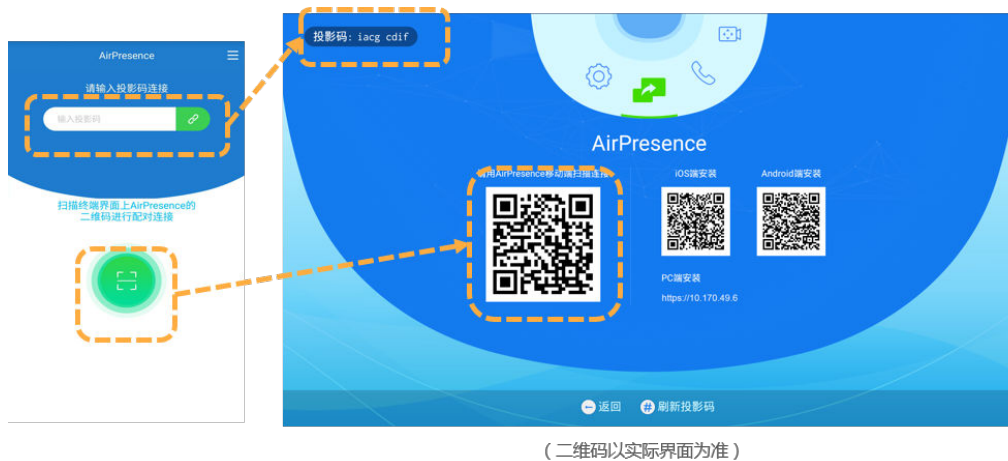 AirPresence
请输入投影码连接
输入投影码
扫描终端界面上AirPresence的
二维码进行配对连接
投影码: iacg cdif
AirPresence
请用AirPresence移动端扫描连接
iOS端安装
Android端安装
PC端安装
https://10.170.49.6
返回
# 刷新投影码
(二维码以实际界面为准)